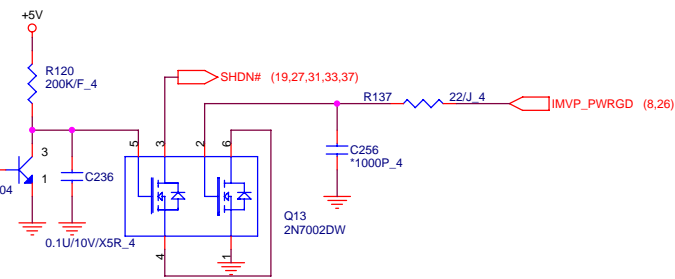 +5V
R120
200K/F_4
SHDN# (19,27,31,33,37)
R137 22/J_4
IMVP_PWRGD (8,26)
5
3
2
6
3
1
04
C236
0.1U/10V/X5R_4
C256
*1000P_4
Q13
2N7002DW
4
1